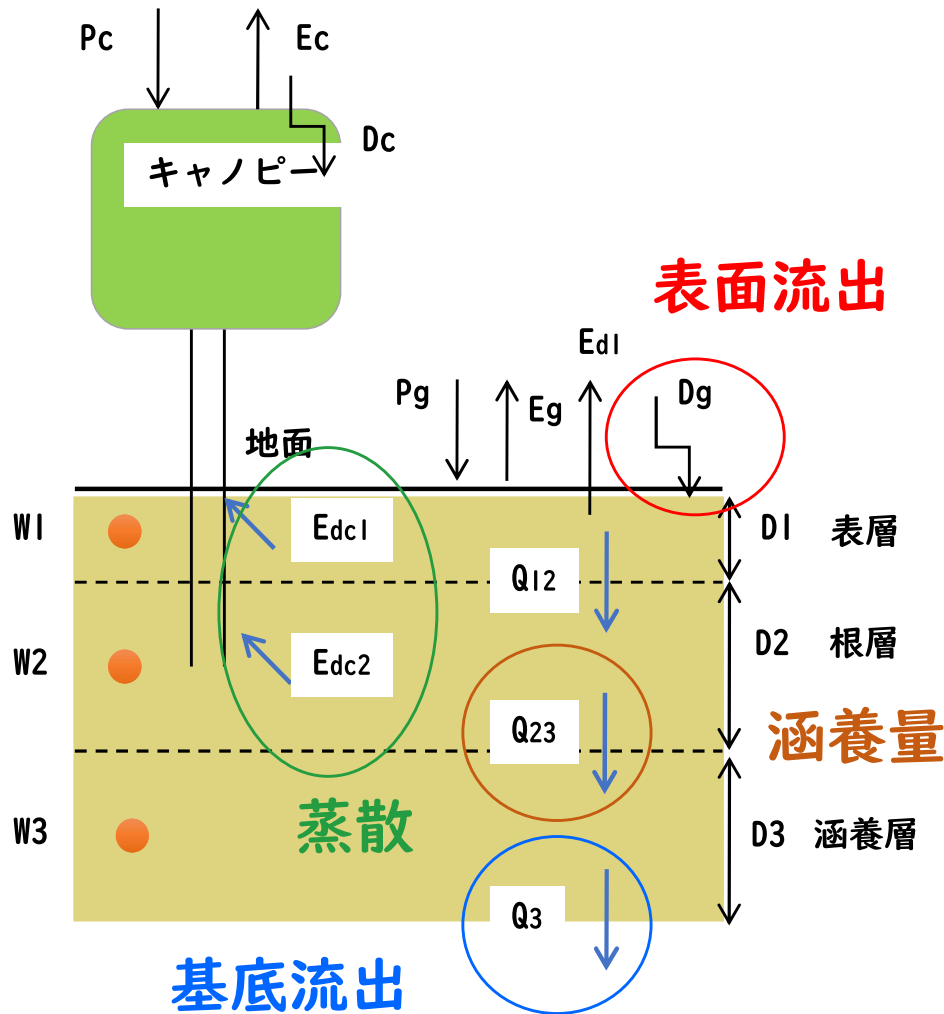 Pc
Ec
Dc
キャノピー
表面流出
Ed1
Pg
Eg
Dg
地面
W1
Edc1
D1 表層
Q12
W2
Edc2
D2 根層
Q23
涵養量
蒸散
W3
D3 涵養層
Q3
基底流出